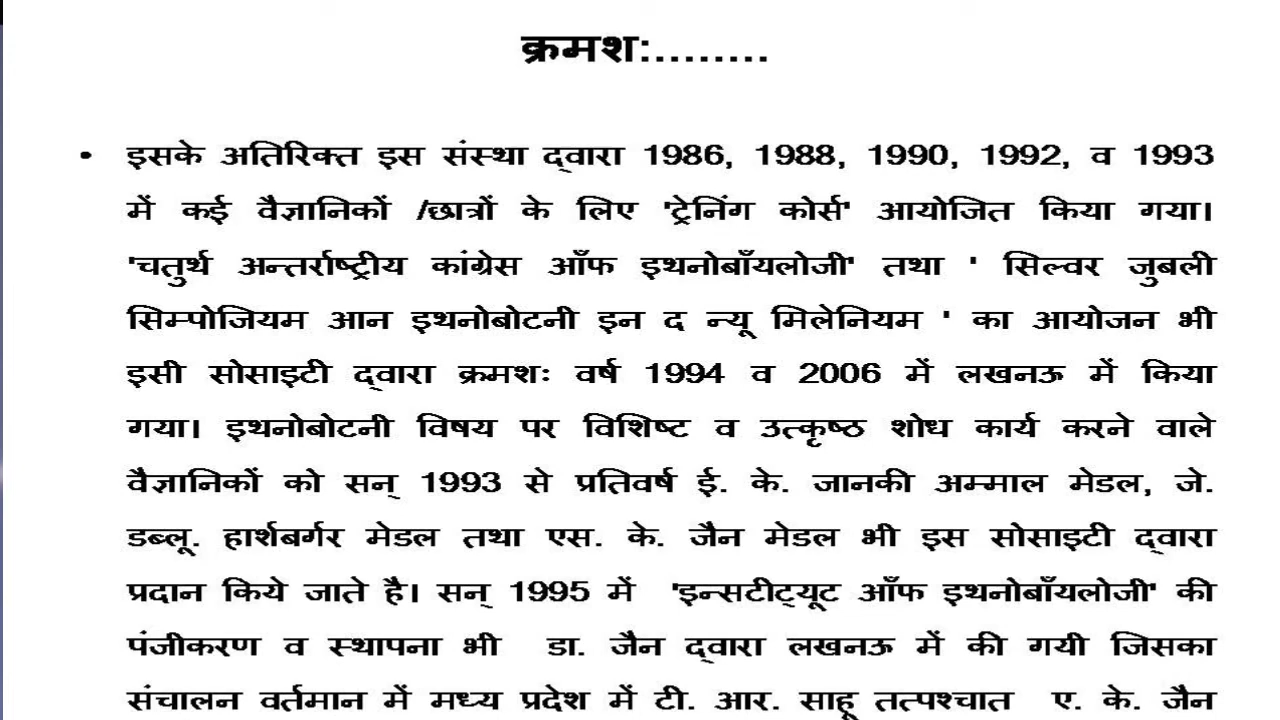 क्रमश:........
• इसके अतिरिक्त इस संस्था द्वारा 1986, 1988, 1990, 1992, व 1993
में कई वैज्ञानिकों /छात्रों के लिए 'ट्रेनिंग कोर्स' आयोजित किया गया।
'चतुर्थ अन्तर्राष्ट्रीय कांग्रेस आँफ इथनोबाँयलोजी' तथा ' सिल्वर जुबली
सिम्पोजियम आन इथनोबोटनी इन द न्यू मिलेनियम ' का आयोजन भी
इसी सोसाइटी द्वारा क्रमशः वर्ष 1994 व 2006 में लखनऊ में किया
गया। इथनोबोटनी विषय पर विशिष्ट व उत्कृष्ठ शोध कार्य करने वाले
वैज्ञानिकों को सन् 1993 से प्रतिवर्ष ई. के. जानकी अम्माल मेडल, जे.
डब्लू. हार्शबर्गर मेडल तथा एस. के. जैन मेडल भी इस सोसाइटी द्वारा
प्रदान किये जाते है। सन् 1995 में 'इन्सटीट्यूट आँफ इथनोबाँयलोजी' की
पंजीकरण व स्थापना भी डा. जैन द्वारा लखनऊ में की गयी जिसका
संचालन वर्तमान में मध्य प्रदेश में टी. आर. साहू तत्पश्चात ए. के. जैन